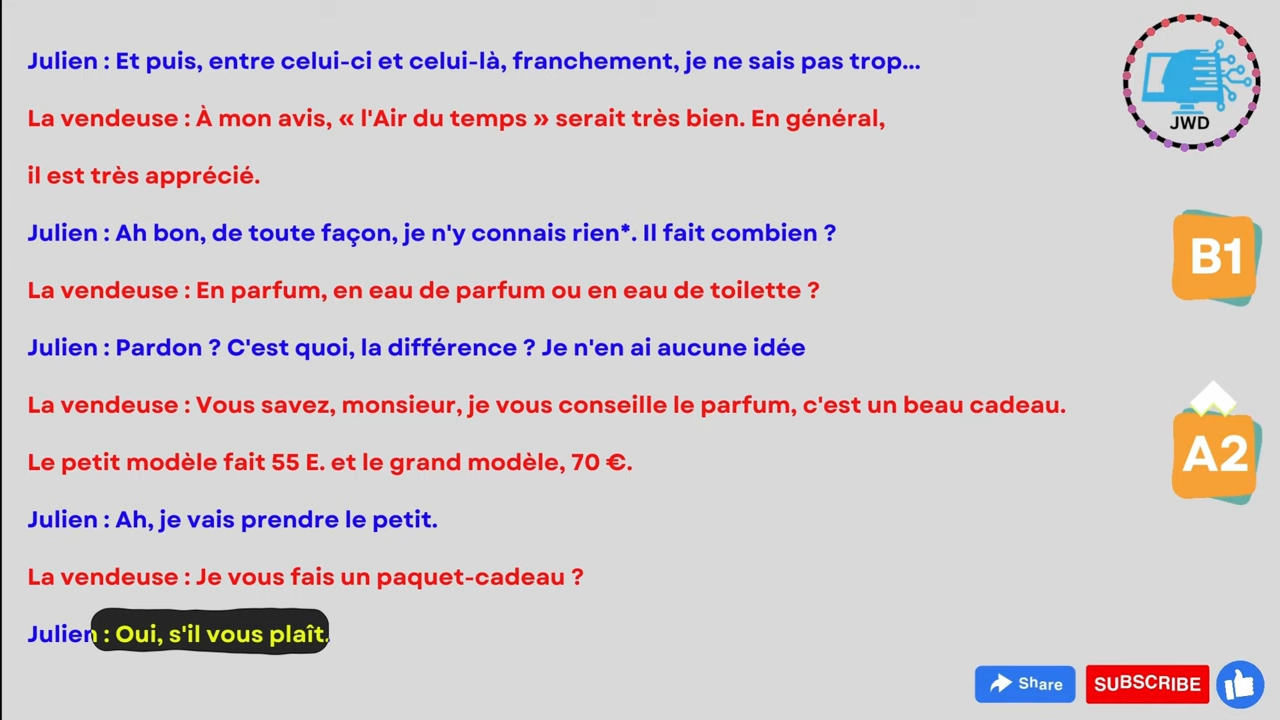 Julien : Et puis, entre celui-ci et celui-là, franchement, je ne sais pas trop...
La vendeuse : À mon avis, « l'Air du temps » serait très bien. En général,
il est très apprécié.
Julien : Ah bon, de toute façon, je n'y connais rien*. Il fait combien ?
La vendeuse : En parfum, en eau de parfum ou en eau de toilette ?
Julien : Pardon ? C'est quoi, la différence ? Je n'en ai aucune idée
La vendeuse : Vous savez, monsieur, je vous conseille le parfum, c'est un beau cadeau.
Le petit modèle fait 55 E. et le grand modèle, 70 €.
Julien : Ah, je vais prendre le petit.
La vendeuse : Je vous fais un paquet-cadeau ?
Julien : Oui, s'il vous plaît.
JWD
B1
A2
Share
SUBSCRIBE